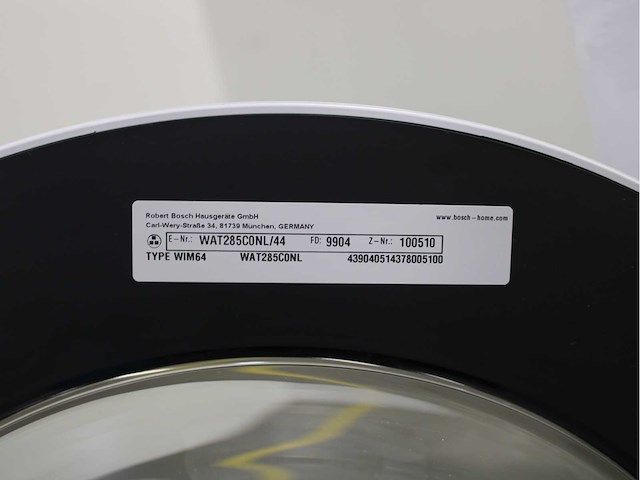 Robert Bosch Hausgeräte GmbH www.bosch-home.com
Carl-Wery-Straße 34, 81739 München, GERMANY
E-Nr.: WAT285C0NL/44 FD: 9904 Z-Nr.: 100510
TYPE WIM64 WAT285C0NL 439040514378005100